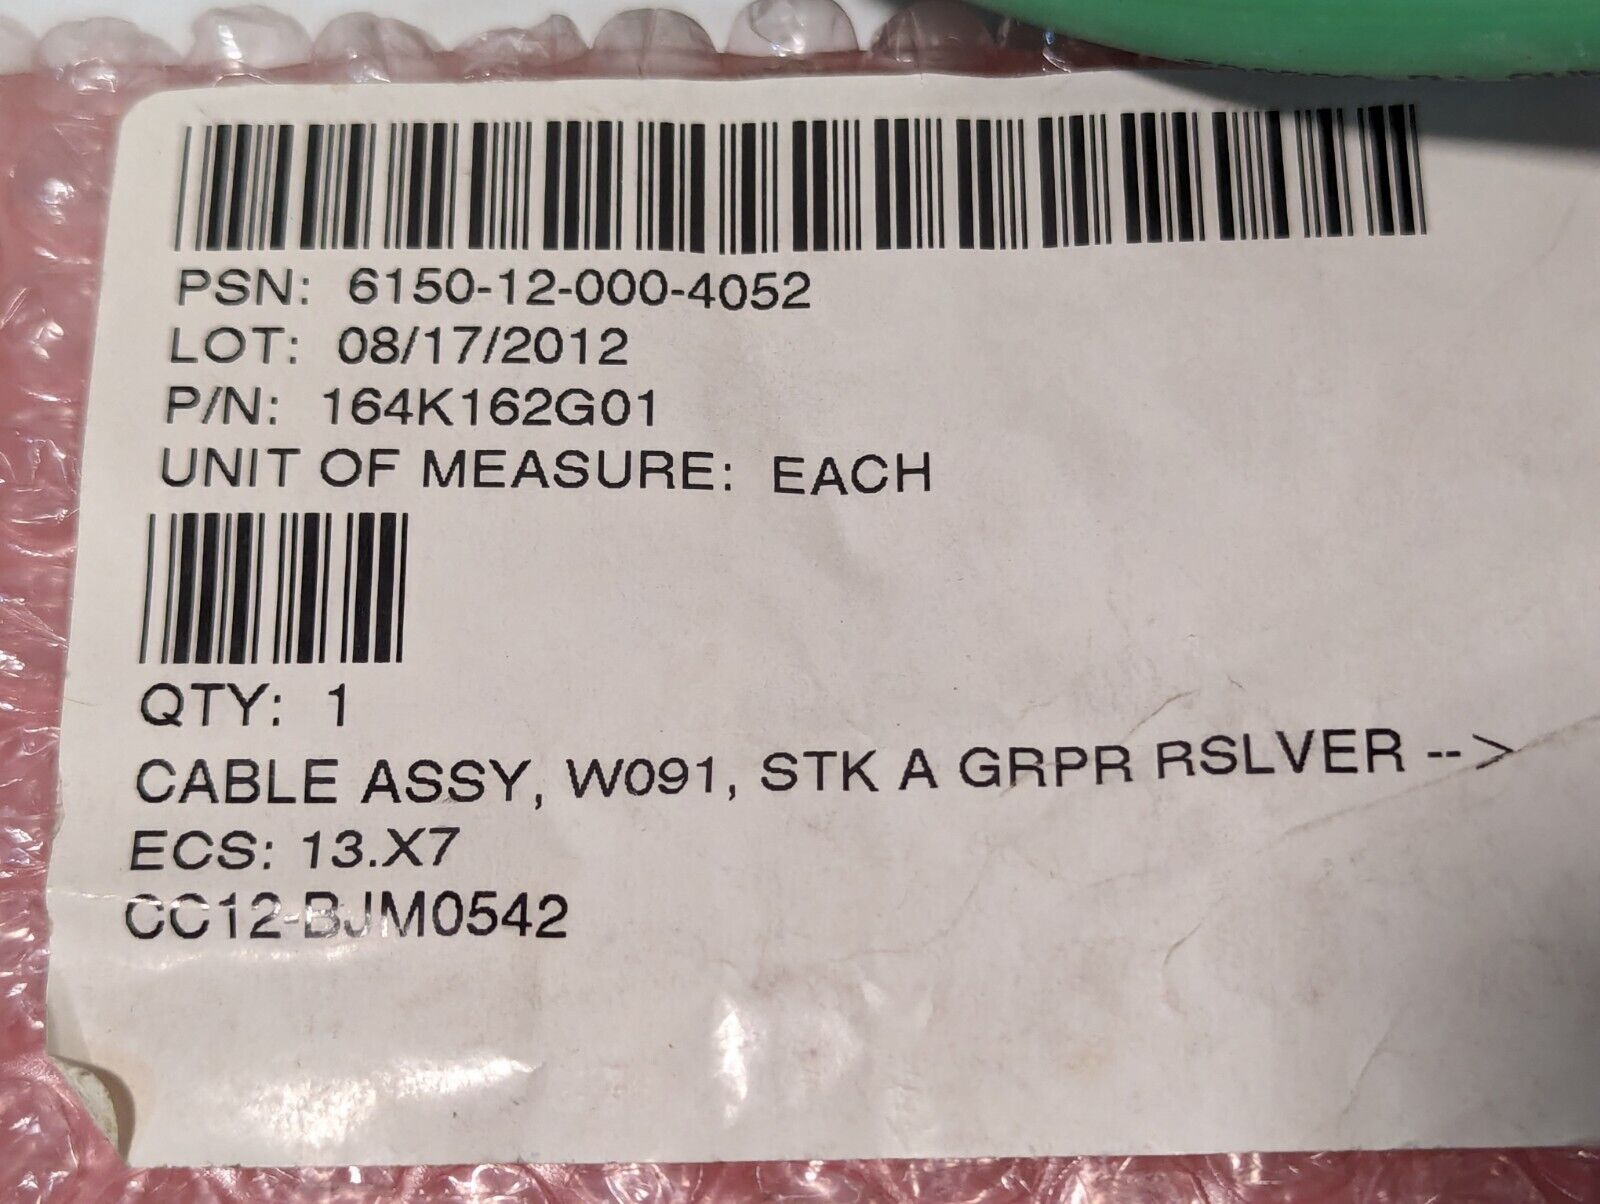 PSN: 6150-12-000-4052
LOT: 08/17/2012
P/N: 164K162G01
UNIT OF MEASURE: EACH
QTY: 1
CABLE ASSY, W091, STK A GRPR RSLVER -->
ECS: 13.X7
CC12-BJM0542